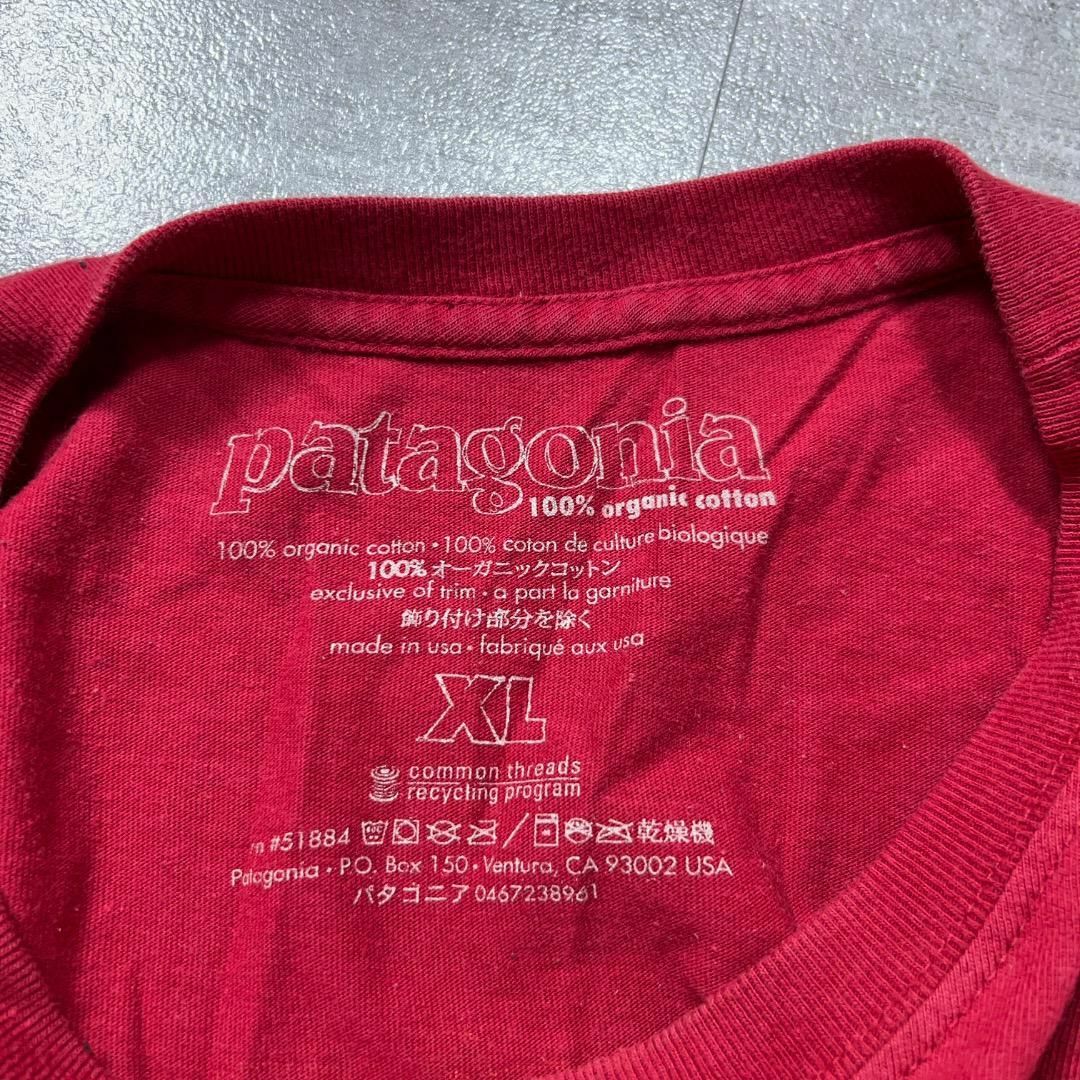 patagonia
100% organic cotton
100% organic cotton • 100% coton de culture biologique
100%オーガニックコットン
exclusive of trim • a part la garniture
飾り付け部分を除く
made in usa • fabriqué aux usa
XL
common threads
recycling program
#51884 / 乾燥機
Patagonia • P.O. Box 150 • Ventura, CA 93002 USA
パタゴニア 0467238961